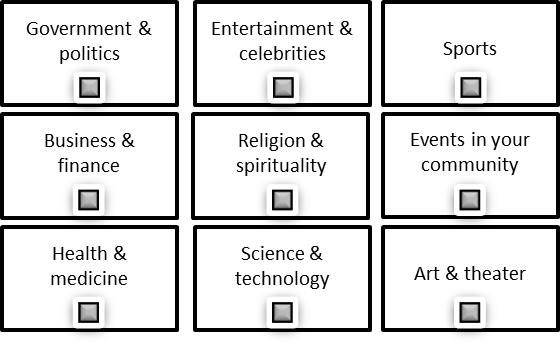 Government &
politics
Entertainment &
celebrities
Sports
Business &
finance
Religion &
spirituality
Events in your
community
Health &
medicine
Science &
technology
Art & theater